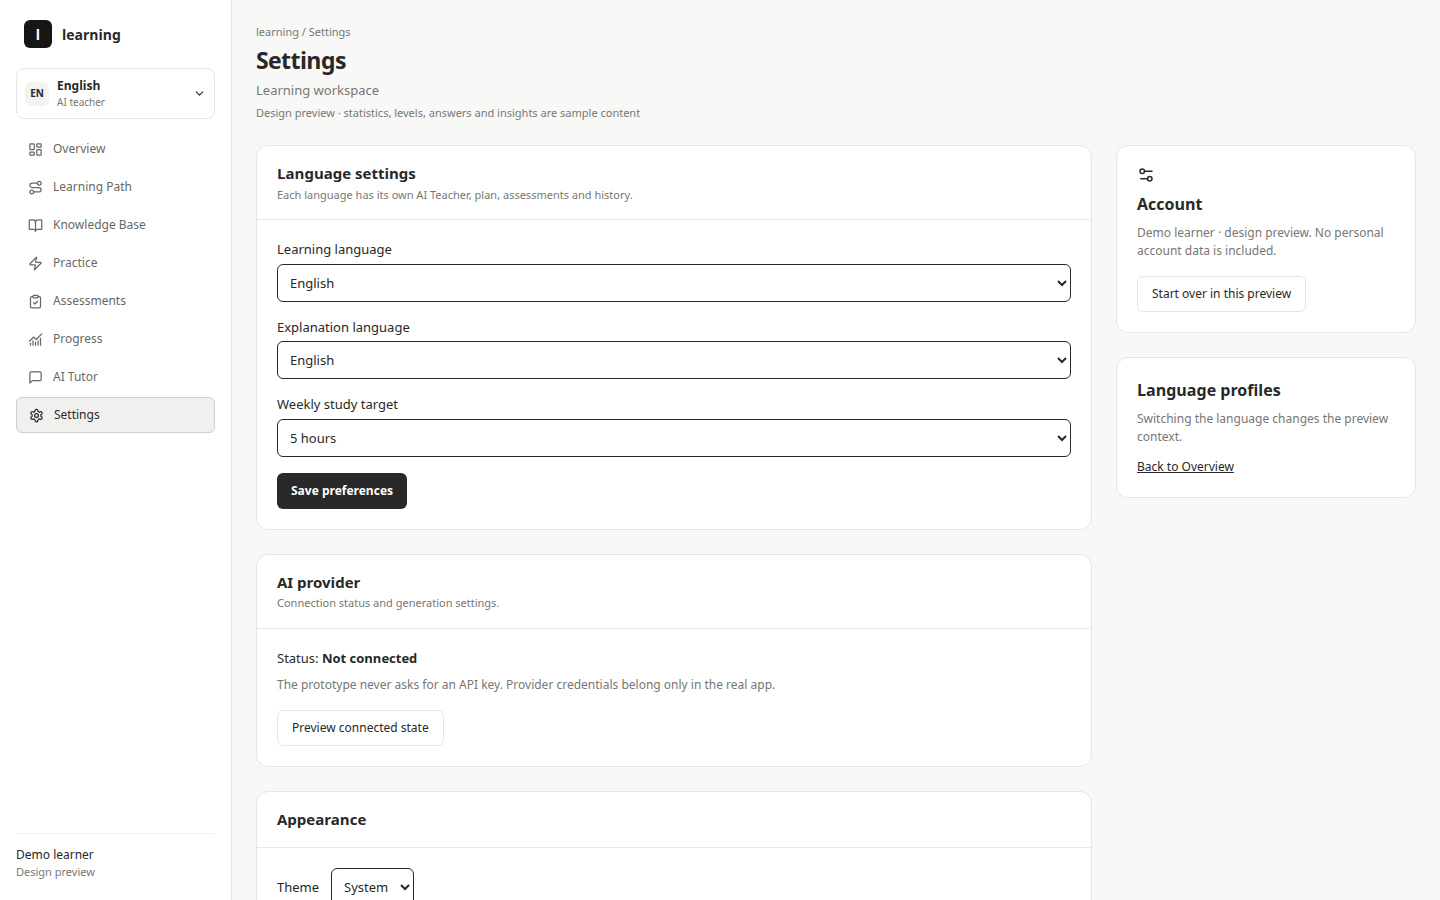 l learning
EN English
AI teacher
Overview
Learning Path
Knowledge Base
Practice
Assessments
Progress
AI Tutor
Settings
Demo learner
Design preview
learning / Settings
Settings
Learning workspace
Design preview · statistics, levels, answers and insights are sample content
Language settings
Each language has its own AI Teacher, plan, assessments and history.
Learning language
English
Explanation language
English
Weekly study target
5 hours
Save preferences
AI provider
Connection status and generation settings.
Status: Not connected
The prototype never asks for an API key. Provider credentials belong only in the real app.
Preview connected state
Appearance
Theme System
Account
Demo learner · design preview. No personal
account data is included.
Start over in this preview
Language profiles
Switching the language changes the preview
context.
Back to Overview